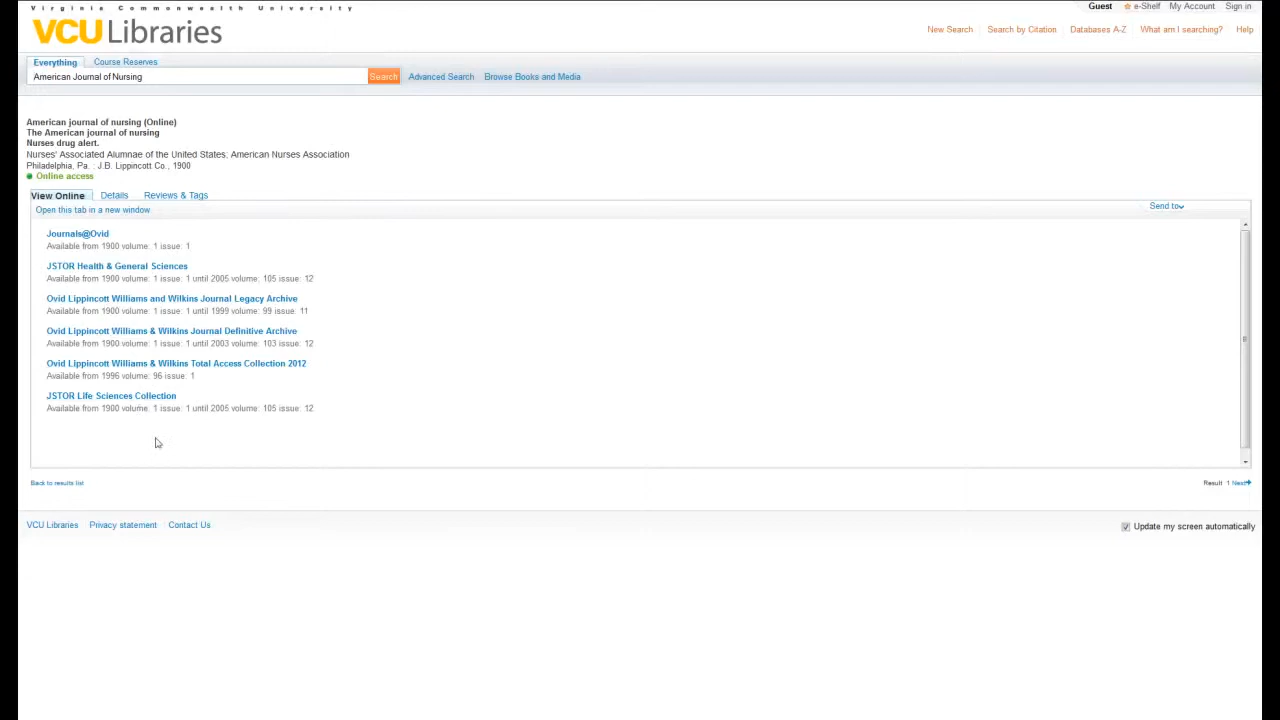 Virginia Commonwealth University
VCU Libraries
Guest e-Shelf My Account Sign in
New Search Search by Citation Databases A-Z What am I searching? Help
Everything Course Reserves
American Journal of Nursing Search Advanced Search Browse Books and Media
American journal of nursing (Online)
The American journal of nursing
Nurses drug alert.
Nurses' Associated Alumnae of the United States; American Nurses Association
Philadelphia, Pa. : J.B. Lippincott Co., 1900
Online access
View Online Details Reviews & Tags
Open this tab in a new window Send to
Journals@Ovid
Available from 1900 volume: 1 issue: 1
JSTOR Health & General Sciences
Available from 1900 volume: 1 issue: 1 until 2005 volume: 105 issue: 12
Ovid Lippincott Williams and Wilkins Journal Legacy Archive
Available from 1900 volume: 1 issue: 1 until 1999 volume: 99 issue: 11
Ovid Lippincott Williams & Wilkins Journal Definitive Archive
Available from 1900 volume: 1 issue: 1 until 2003 volume: 103 issue: 12
Ovid Lippincott Williams & Wilkins Total Access Collection 2012
Available from 1996 volume: 96 issue: 1
JSTOR Life Sciences Collection
Available from 1900 volume: 1 issue: 1 until 2005 volume: 105 issue: 12
Back to results list Result 1 Next
VCU Libraries Privacy statement Contact Us
Update my screen automatically